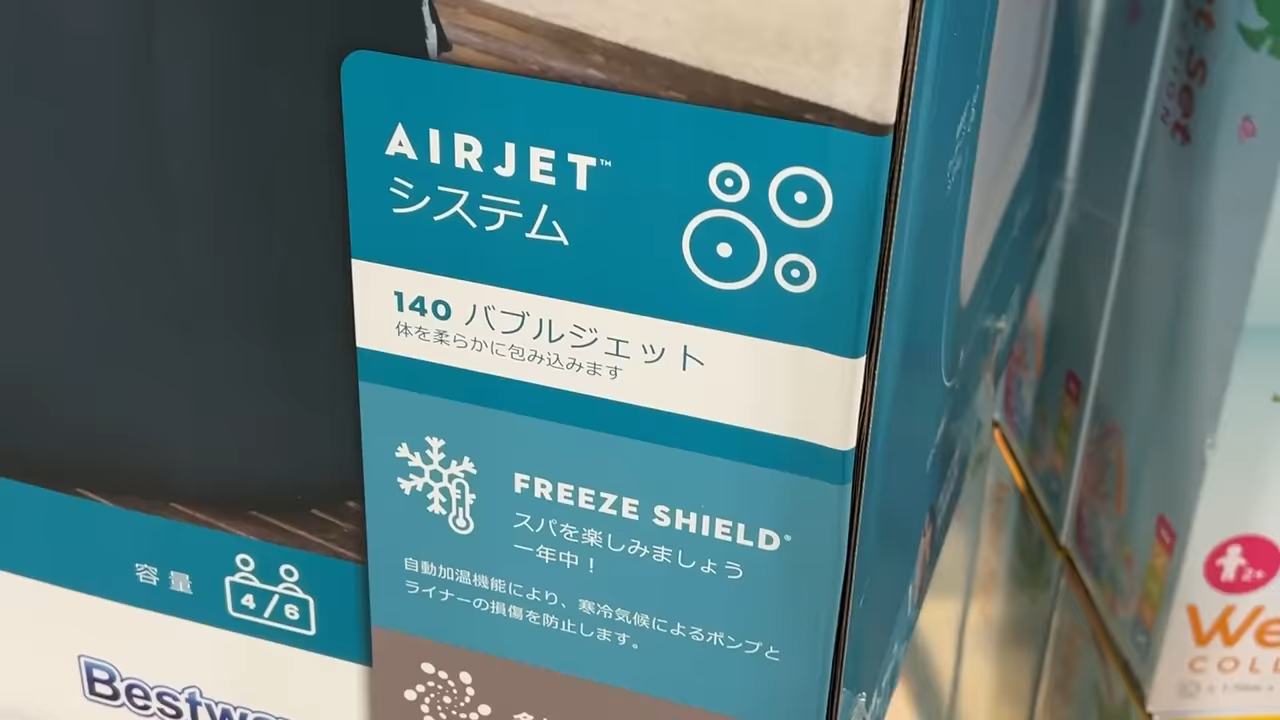 AIRJET™
システム
140 バブルジェット
体を柔らかに包み込みます
FREEZE SHIELD®
スパを楽しみましょう
一年中！
自動加温機能により、寒冷気候によるポンプと
ライナーの損傷を防止します。
容量
4/6
Bestway
2+
We
COLL